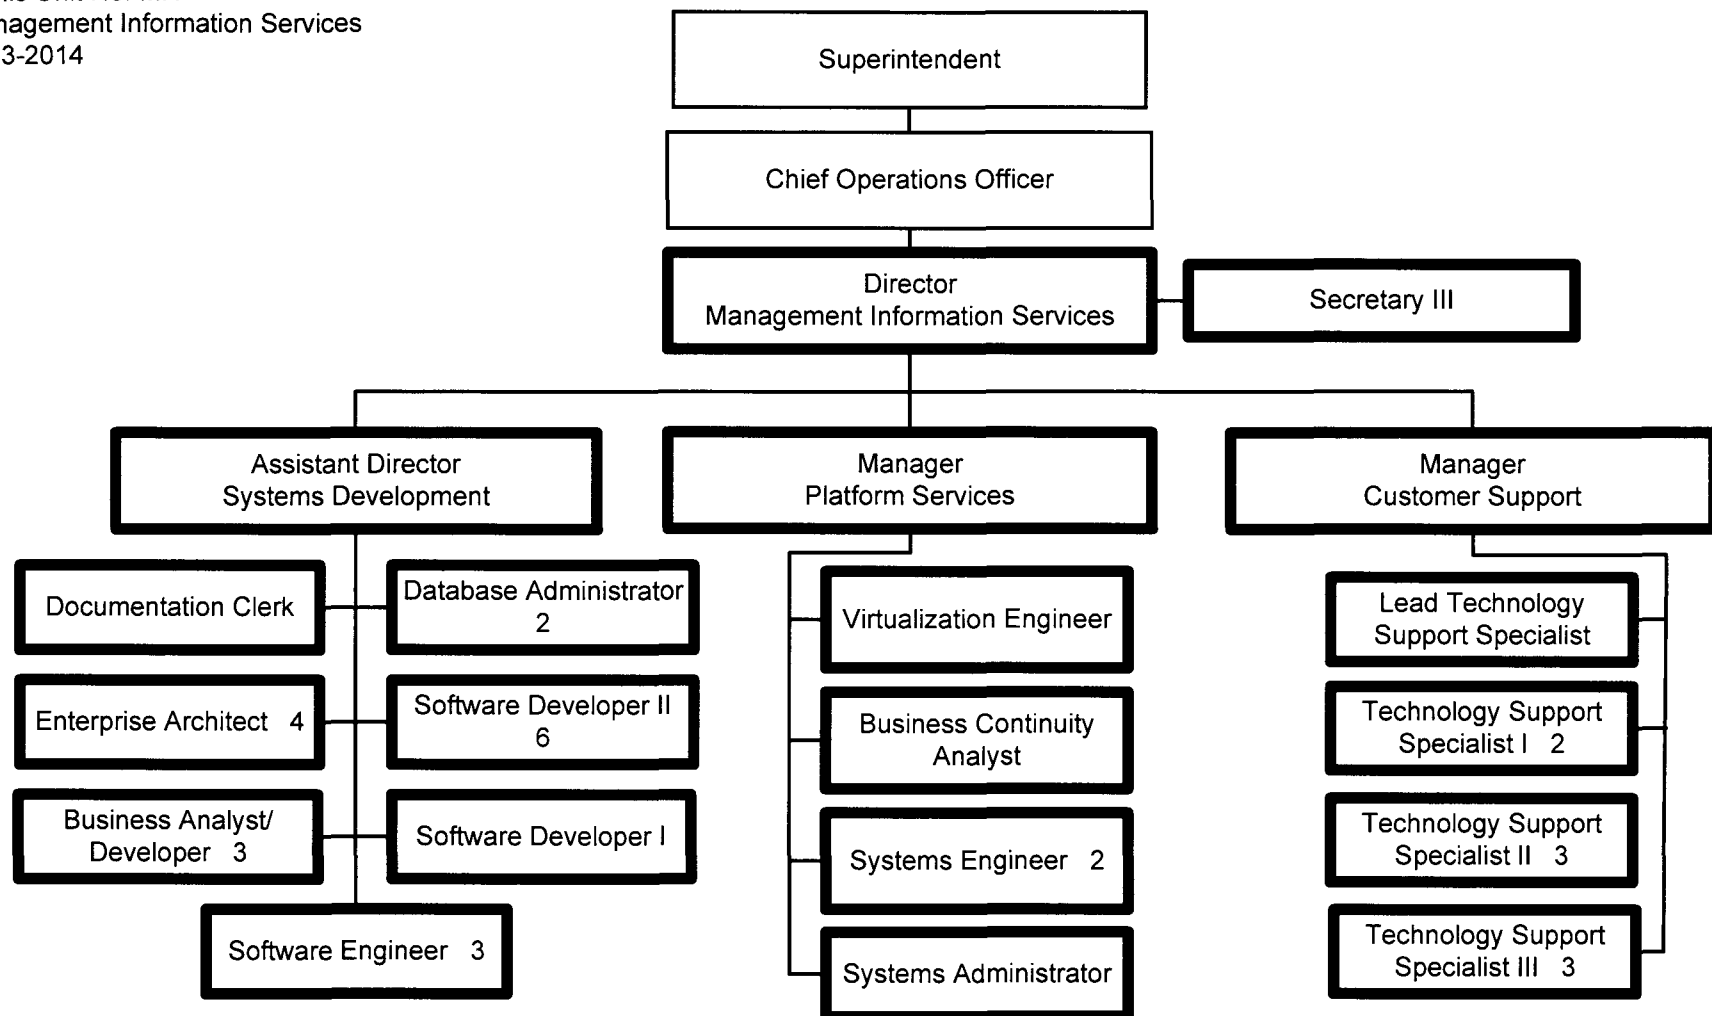 nagement Information Services
3-2014
Superintendent
Chief Operations Officer
Director
Management Information Services
Secretary III
Assistant Director
Systems Development
Manager
Platform Services
Manager
Customer Support
Documentation Clerk
Database Administrator
2
Enterprise Architect 4
Software Developer II
6
Business Analyst/
Developer 3
Software Developer I
Software Engineer 3
Virtualization Engineer
Business Continuity
Analyst
Systems Engineer 2
Systems Administrator
Lead Technology
Support Specialist
Technology Support
Specialist I 2
Technology Support
Specialist II 3
Technology Support
Specialist III 3